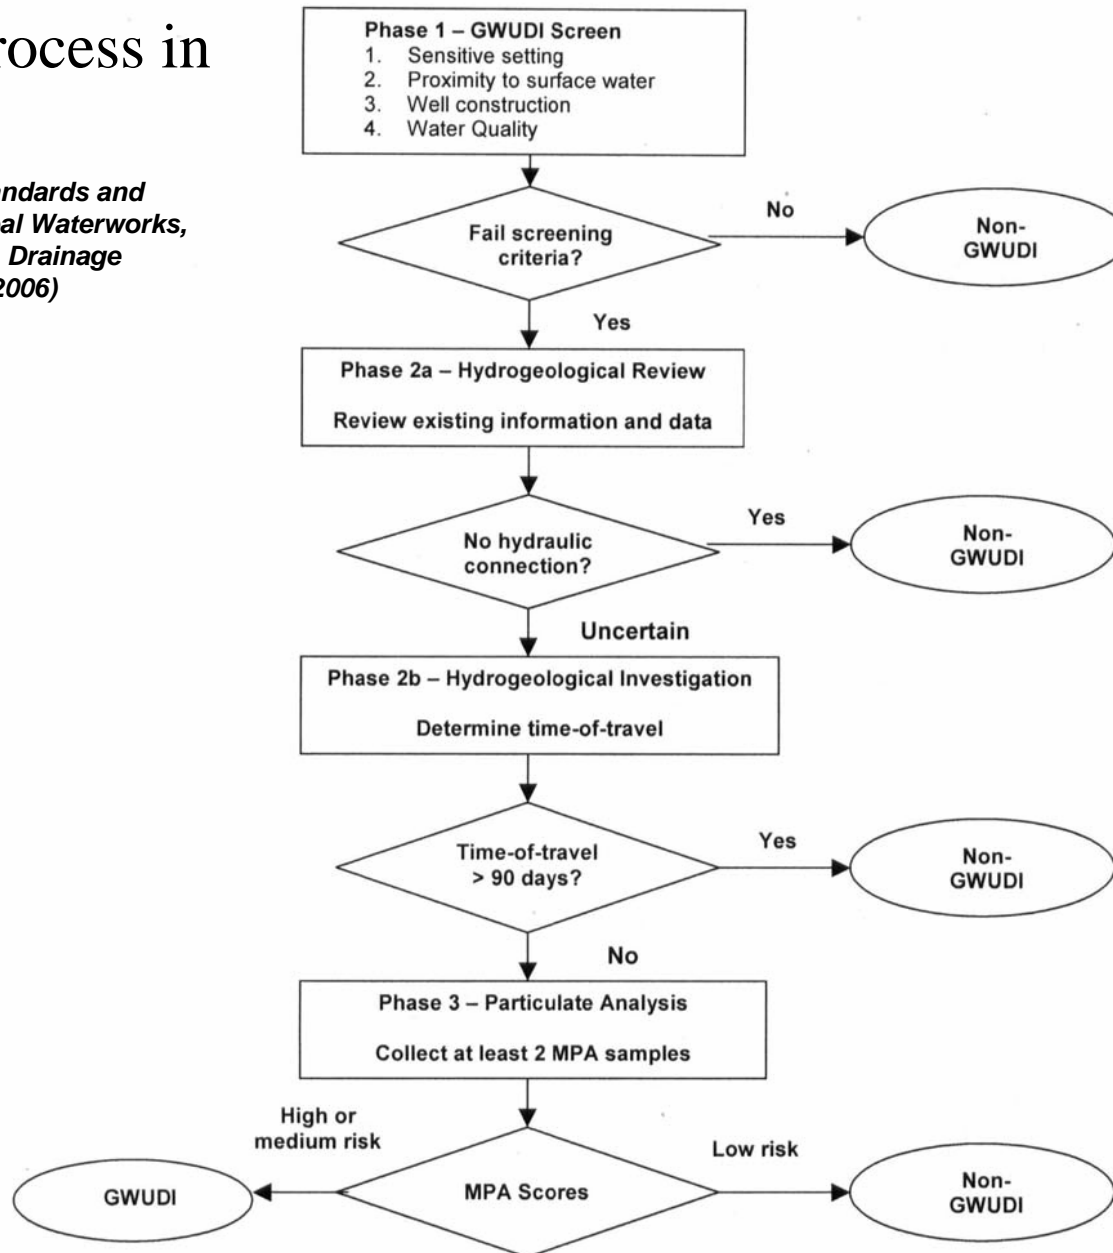 rocess in
andards and
al Waterworks,
Drainage
2006)
Phase 1 – GWUDI Screen
1. Sensitive setting
2. Proximity to surface water
3. Well construction
4. Water Quality
Fail screening
criteria?
No
Non-
GWUDI
Yes
Phase 2a – Hydrogeological Review
Review existing information and data
No hydraulic
connection?
Yes
Non-
GWUDI
Uncertain
Phase 2b – Hydrogeological Investigation
Determine time-of-travel
Time-of-travel
> 90 days?
Yes
Non-
GWUDI
No
Phase 3 – Particulate Analysis
Collect at least 2 MPA samples
High or
medium risk
Low risk
GWUDI
MPA Scores
Non-
GWUDI